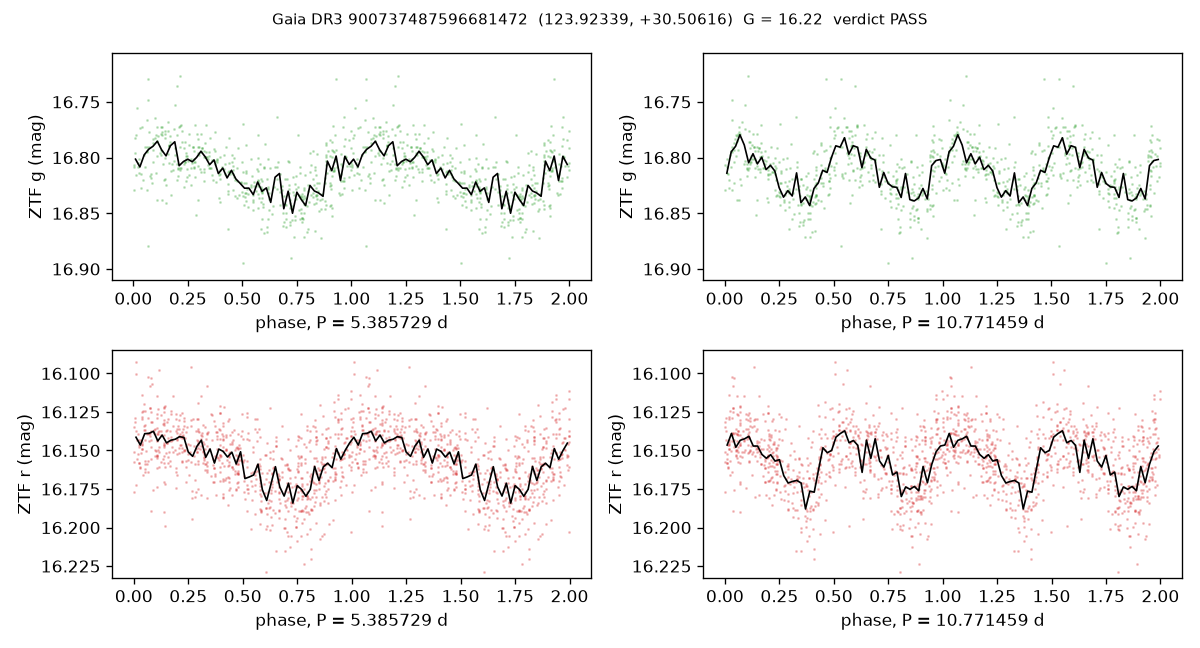 Gaia DR3 900737487596681472  (123.92339, +30.50616)  G = 16.22  verdict PASS
ZTF g (mag)
16.75
16.80
16.85
16.90
0.00 0.25 0.50 0.75 1.00 1.25 1.50 1.75 2.00
phase, P = 5.385729 d
ZTF g (mag)
16.75
16.80
16.85
16.90
0.00 0.25 0.50 0.75 1.00 1.25 1.50 1.75 2.00
phase, P = 10.771459 d
ZTF r (mag)
16.100
16.125
16.150
16.175
16.200
16.225
0.00 0.25 0.50 0.75 1.00 1.25 1.50 1.75 2.00
phase, P = 5.385729 d
ZTF r (mag)
16.100
16.125
16.150
16.175
16.200
16.225
0.00 0.25 0.50 0.75 1.00 1.25 1.50 1.75 2.00
phase, P = 10.771459 d